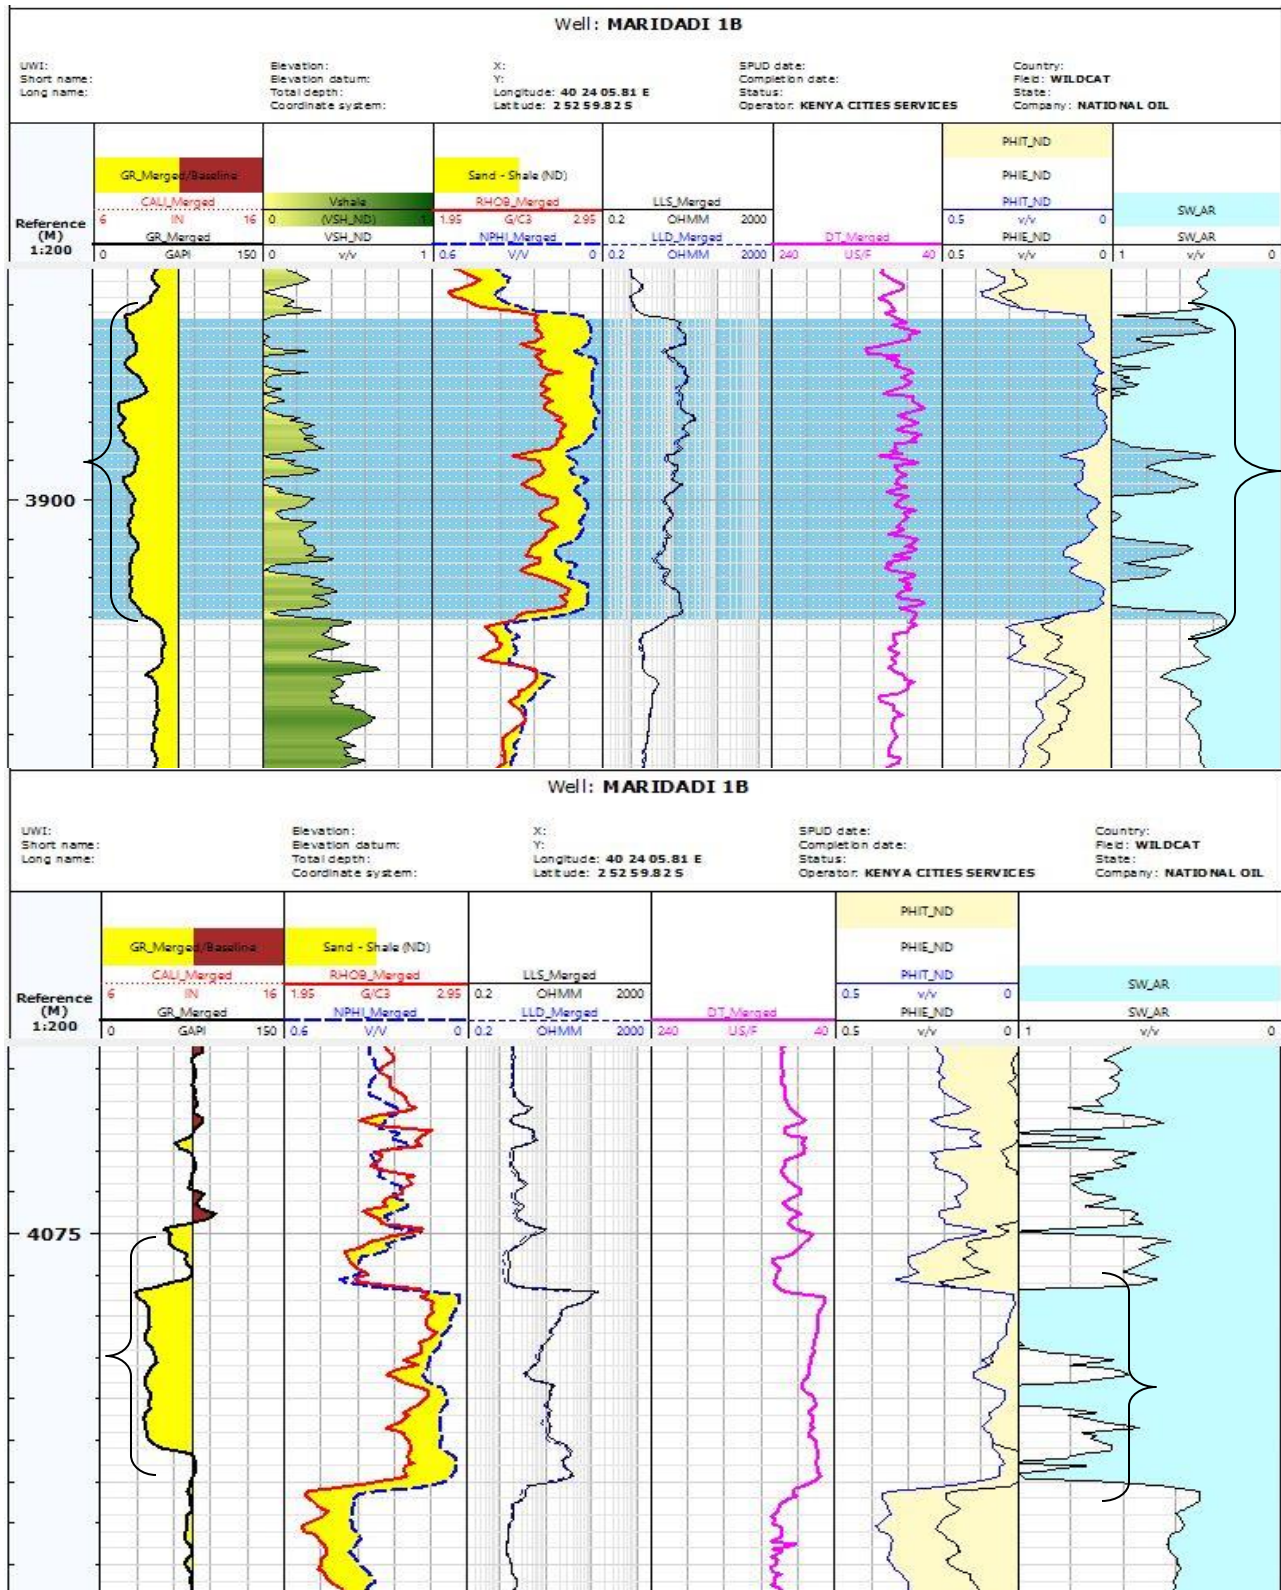 Well: MARIDADI 1B
UWI: Elevation: X: SPUD date: Country:
Short name: Elevation datum: Y: Completion date: Field: WILDCAT
Long name: Total depth: Longitude: 40 24 05.81 E Status: State:
Coordinate system: Latitude: 2 52 59.82 S Operator: KENYA CITIES SERVICES Company: NATIONAL OIL
PHIT_ND
GR_Merged/Baseline Sand - Shale (ND) PHIE_ND
CALI_Merged Vshale RHOB_Merged LLS_Merged PHIT_ND SW_AR
6 IN 16 0 (VSH_ND) 1 1.95 G/C3 2.95 0.2 OHMM 2000 0.5 v/v 0
Reference
(M)
1:200
GR_Merged VSH_ND NPHI_Merged LLD_Merged DT_Merged PHIE_ND SW_AR
0 GAPI 150 0 v/v 1 0.6 V/V 0 0.2 OHMM 2000 240 US/F 40 0.5 v/v 0 1 v/v 0
3900
Well: MARIDADI 1B
UWI: Elevation: X: SPUD date: Country:
Short name: Elevation datum: Y: Completion date: Field: WILDCAT
Long name: Total depth: Longitude: 40 24 05.81 E Status: State:
Coordinate system: Latitude: 2 52 59.82 S Operator: KENYA CITIES SERVICES Company: NATIONAL OIL
PHIT_ND
GR_Merged/Baseline Sand - Shale (ND) PHIE_ND
CALI_Merged RHOB_Merged LLS_Merged PHIT_ND SW_AR
6 IN 16 1.95 G/C3 2.95 0.2 OHMM 2000 0.5 v/v 0
Reference
(M)
1:200
GR_Merged NPHI_Merged LLD_Merged DT_Merged PHIE_ND SW_AR
0 GAPI 150 0.6 V/V 0 0.2 OHMM 2000 240 US/F 40 0.5 v/v 0 1 v/v 0
4075